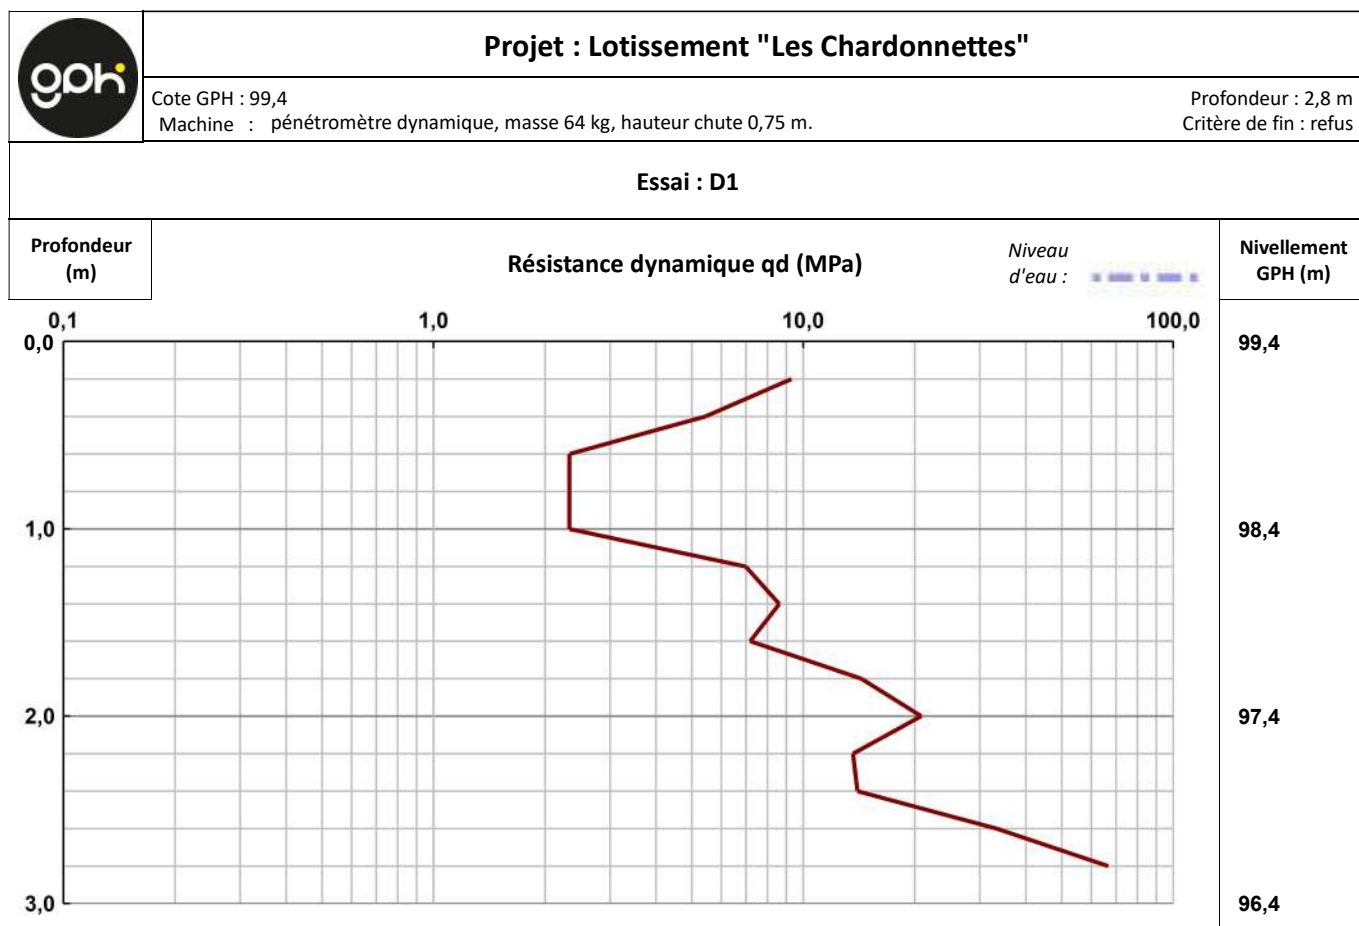 gph
Projet : Lotissement "Les Chardonnettes"
Cote GPH : 99,4
Profondeur : 2,8 m
Machine : pénétromètre dynamique, masse 64 kg, hauteur chute 0,75 m.
Critère de fin : refus
Essai : D1
Profondeur
(m)
Résistance dynamique qd (MPa)
Niveau
d'eau :
Nivellement
GPH (m)
0,1 1,0 10,0 100,0
0,0 99,4
1,0 98,4
2,0 97,4
3,0 96,4